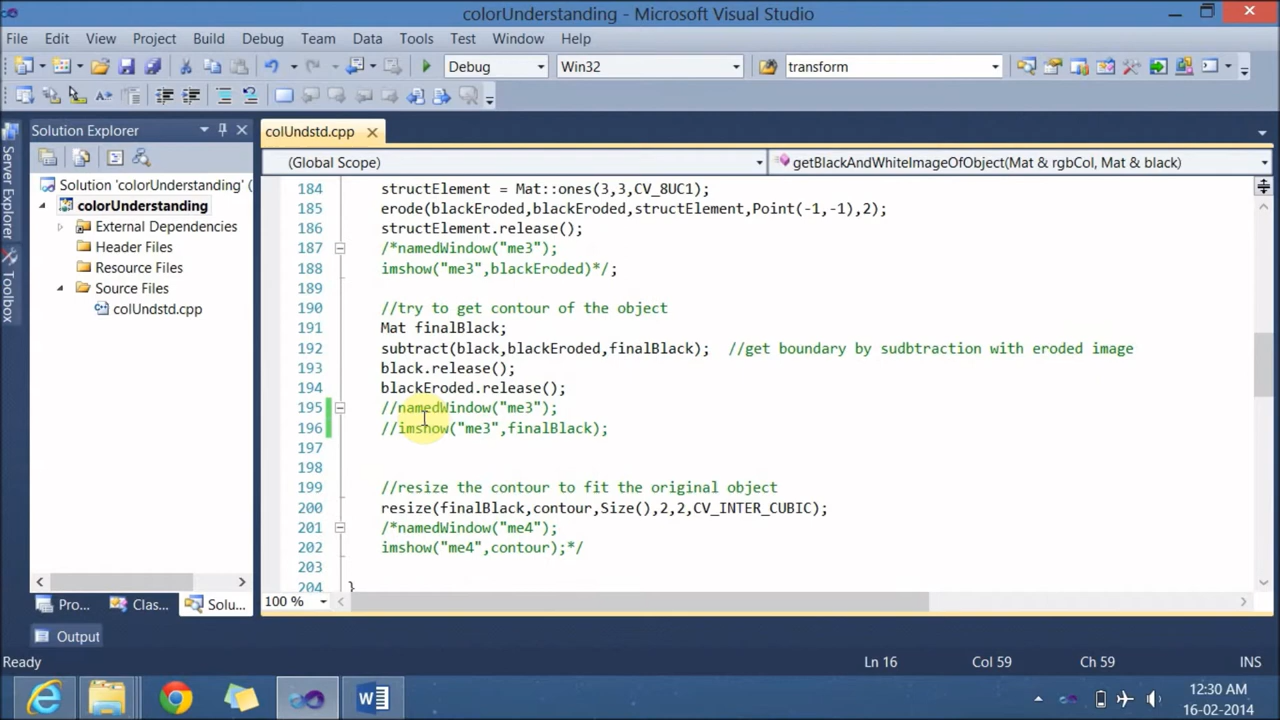 colorUnderstanding - Microsoft Visual Studio
File Edit View Project Build Debug Team Data Tools Test Window Help
Debug Win32 transform
Solution Explorer
colUndstd.cpp
(Global Scope) getBlackAndWhiteImageOfObject(Mat & rgbCol, Mat & black)
Server Explorer
Toolbox
Solution 'colorUnderstanding' (
colorUnderstanding
External Dependencies
Header Files
Resource Files
Source Files
colUndstd.cpp
184 structElement = Mat::ones(3,3,CV_8UC1);
185 erode(blackEroded,blackEroded,structElement,Point(-1,-1),2);
186 structElement.release();
187 /*namedWindow("me3");
188 imshow("me3",blackEroded)*/;
189
190 //try to get contour of the object
191 Mat finalBlack;
192 subtract(black,blackEroded,finalBlack); //get boundary by sudbtraction with eroded image
193 black.release();
194 blackEroded.release();
195 //namedWindow("me3");
196 //imshow("me3",finalBlack);
197
198
199 //resize the contour to fit the original object
200 resize(finalBlack,contour,Size(),2,2,CV_INTER_CUBIC);
201 /*namedWindow("me4");
202 imshow("me4",contour);*/
203
204 }
100 %
Pro... Clas... Solu...
Output
Ready Ln 16 Col 59 Ch 59 INS
12:30 AM
16-02-2014